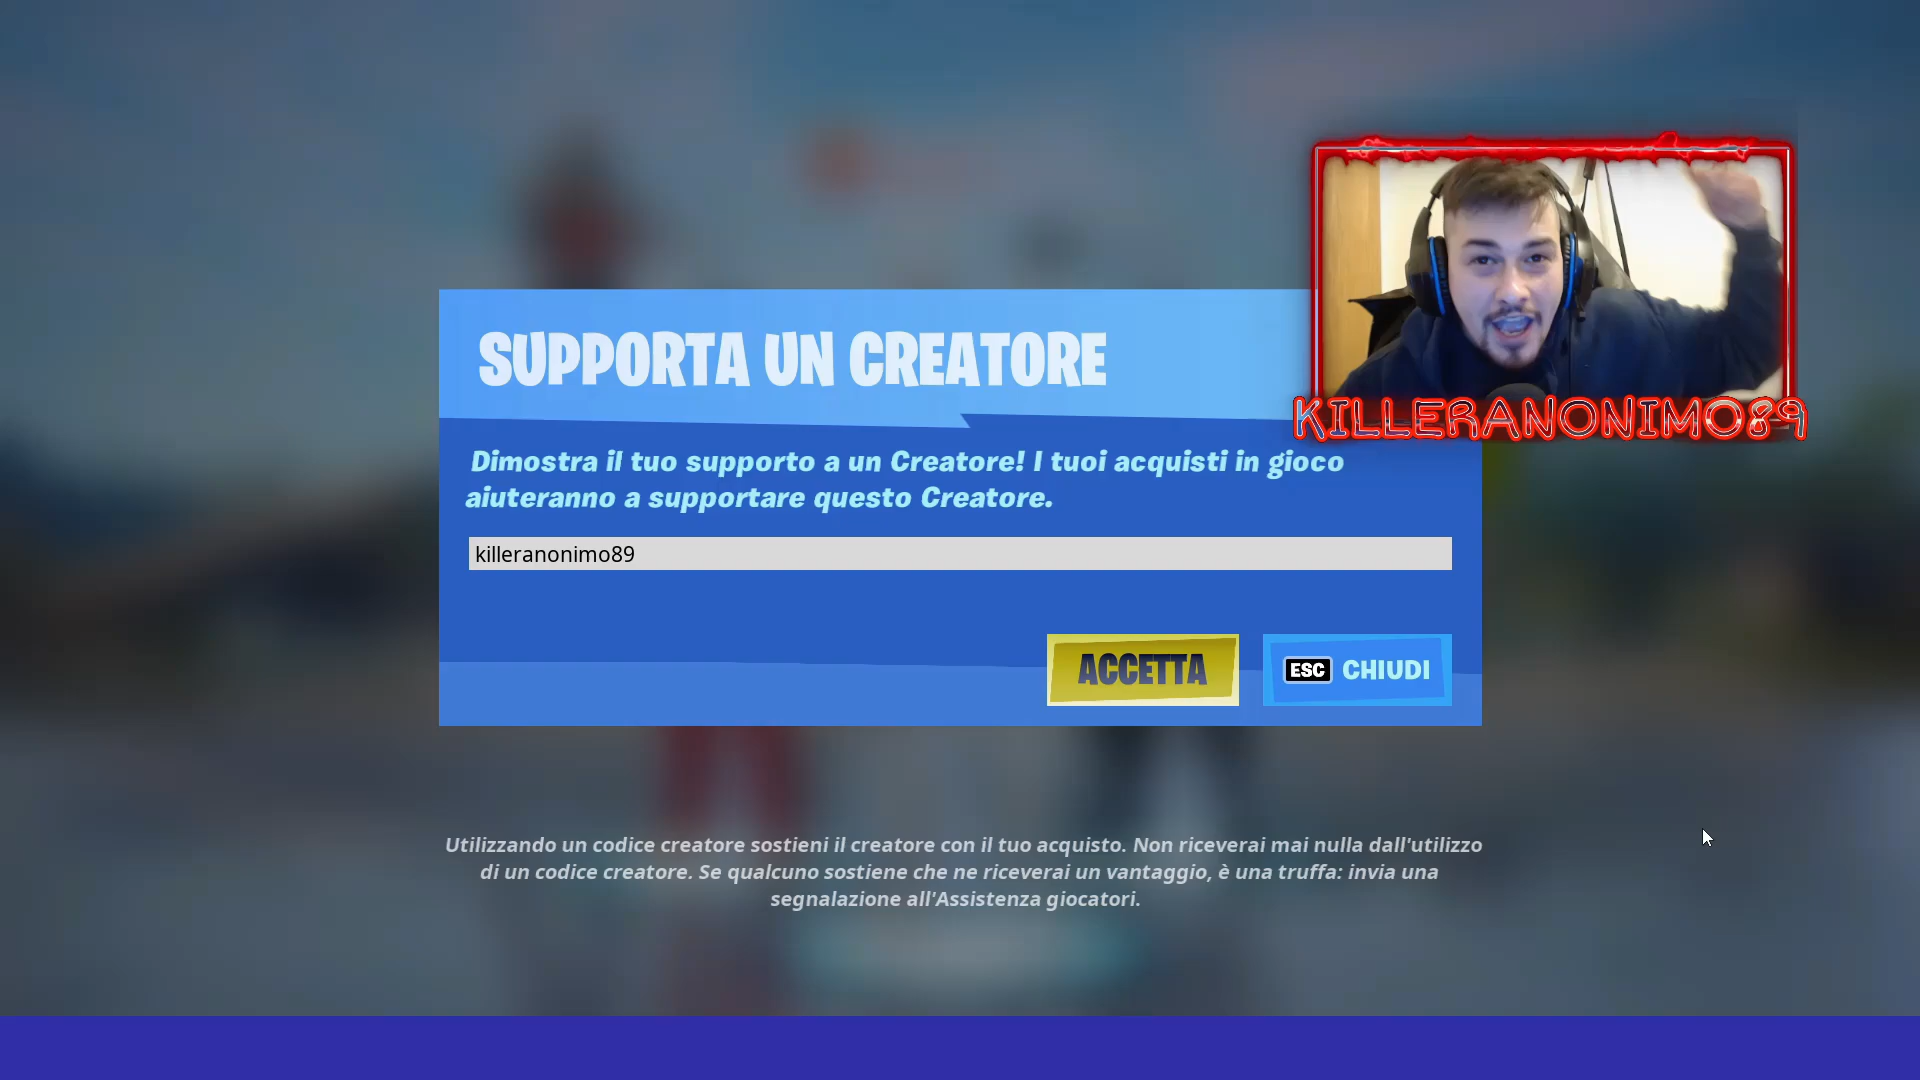 SUPPORTA UN CREATORE
KILLERANONIMO89
Dimostra il tuo supporto a un Creatore! I tuoi acquisti in gioco
aiuteranno a supportare questo Creatore.
killeranonimo89
ACCETTA
ESC CHIUDI
Utilizzando un codice creatore sostieni il creatore con il tuo acquisto. Non riceverai mai nulla dall'utilizzo
di un codice creatore. Se qualcuno sostiene che ne riceverai un vantaggio, è una truffa: invia una
segnalazione all'Assistenza giocatori.